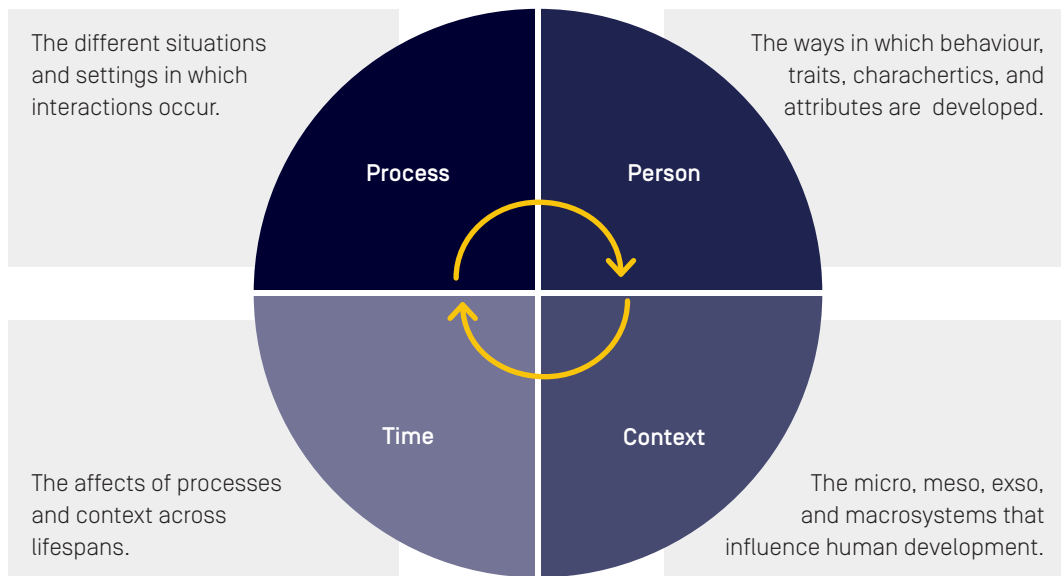 The different situations
and settings in which
interactions occur.
The ways in which behaviour,
traits, charachertics, and
attributes are developed.
Process
Person
Time
Context
The affects of processes
and context across
lifespans.
The micro, meso, exso,
and macrosystems that
influence human development.